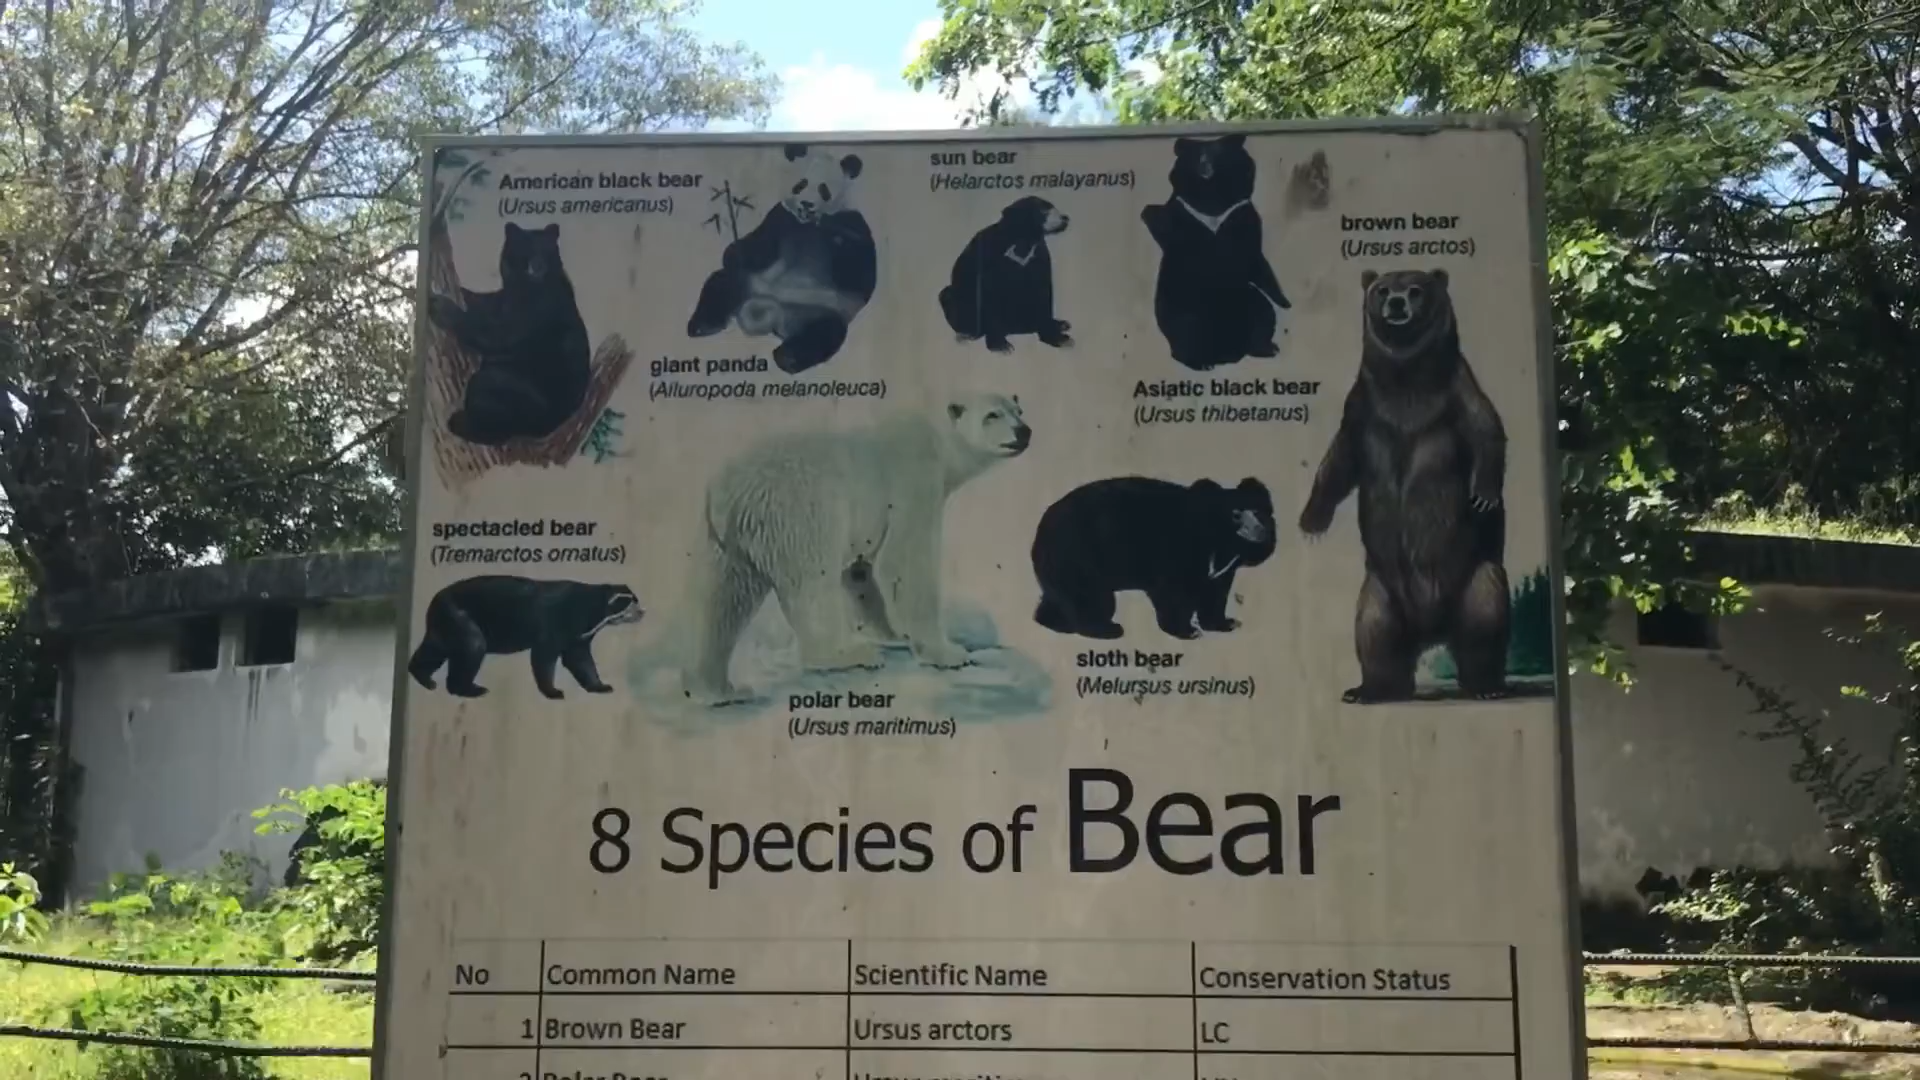 American black bear
(Ursus americanus)
giant panda
(Ailuropoda melanoleuca)
sun bear
(Helarctos malayanus)
Asiatic black bear
(Ursus thibetanus)
brown bear
(Ursus arctos)
spectacled bear
(Tremarctos ornatus)
polar bear
(Ursus maritimus)
sloth bear
(Melursus ursinus)
8 Species of Bear
No Common Name Scientific Name Conservation Status
1 Brown Bear Ursus arctors LC